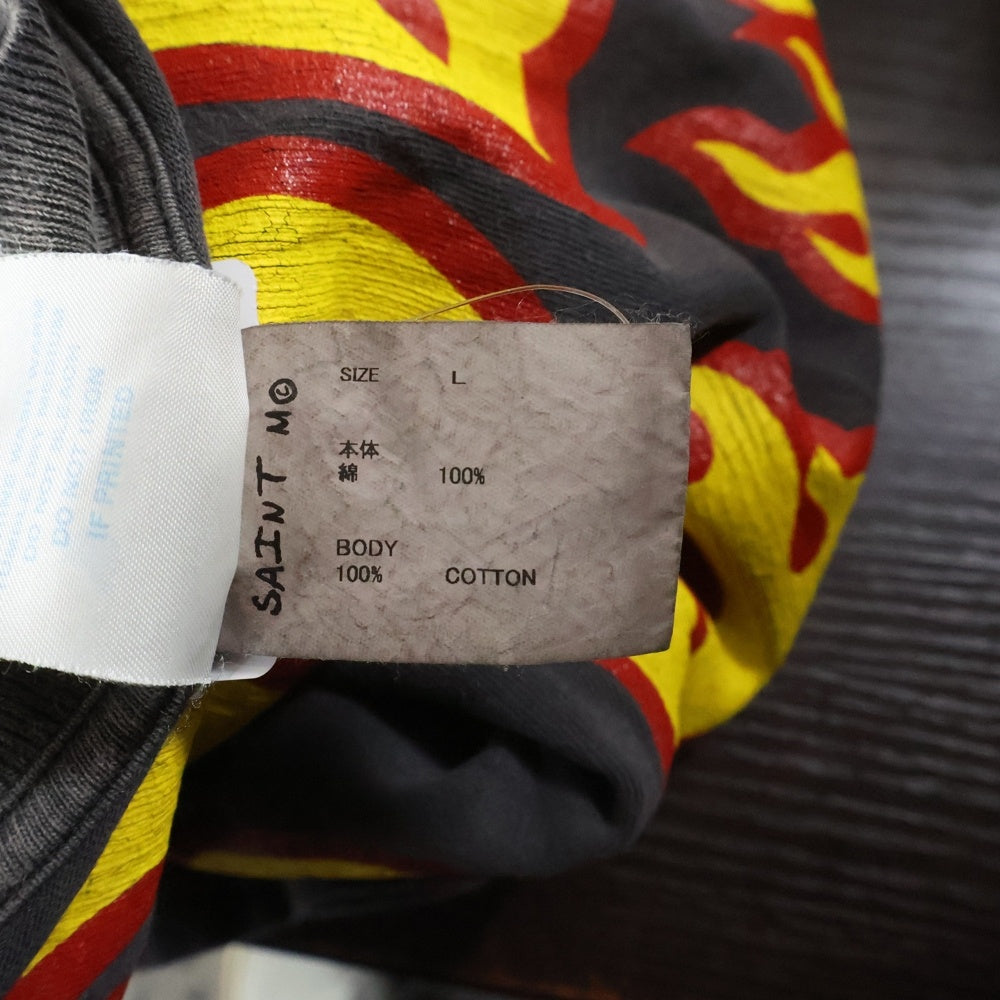 SAINT M©
SIZE L
本体
綿 100%
BODY
100% COTTON
DO NOT IRON
IF PRINTED